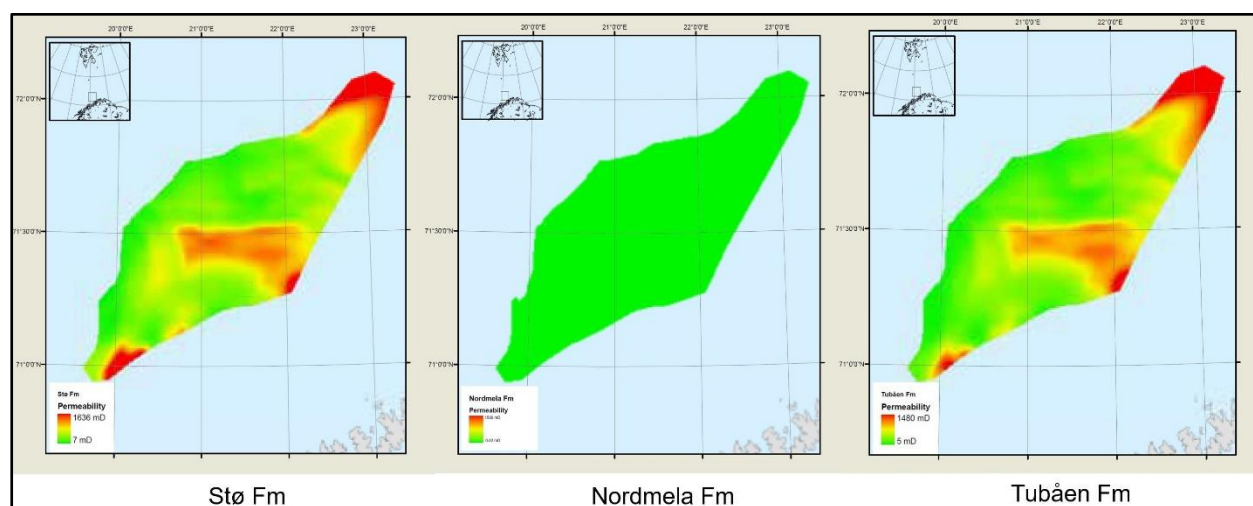 20°0'0"E 21°0'0"E 22°0'0"E 23°0'0"E
72°0'0"N
71°30'0"N
71°0'0"N
Stø Fm
Permeability
1636 mD
7 mD
20°0'0"E 21°0'0"E 22°0'0"E 23°0'0"E
72°0'0"N
71°30'0"N
71°0'0"N
Nordmela Fm
Permeability
20°0'0"E 21°0'0"E 22°0'0"E 23°0'0"E
72°0'0"N
71°30'0"N
71°0'0"N
Tubåen Fm
Permeability
1480 mD
5 mD
Stø Fm
Nordmela Fm
Tubåen Fm